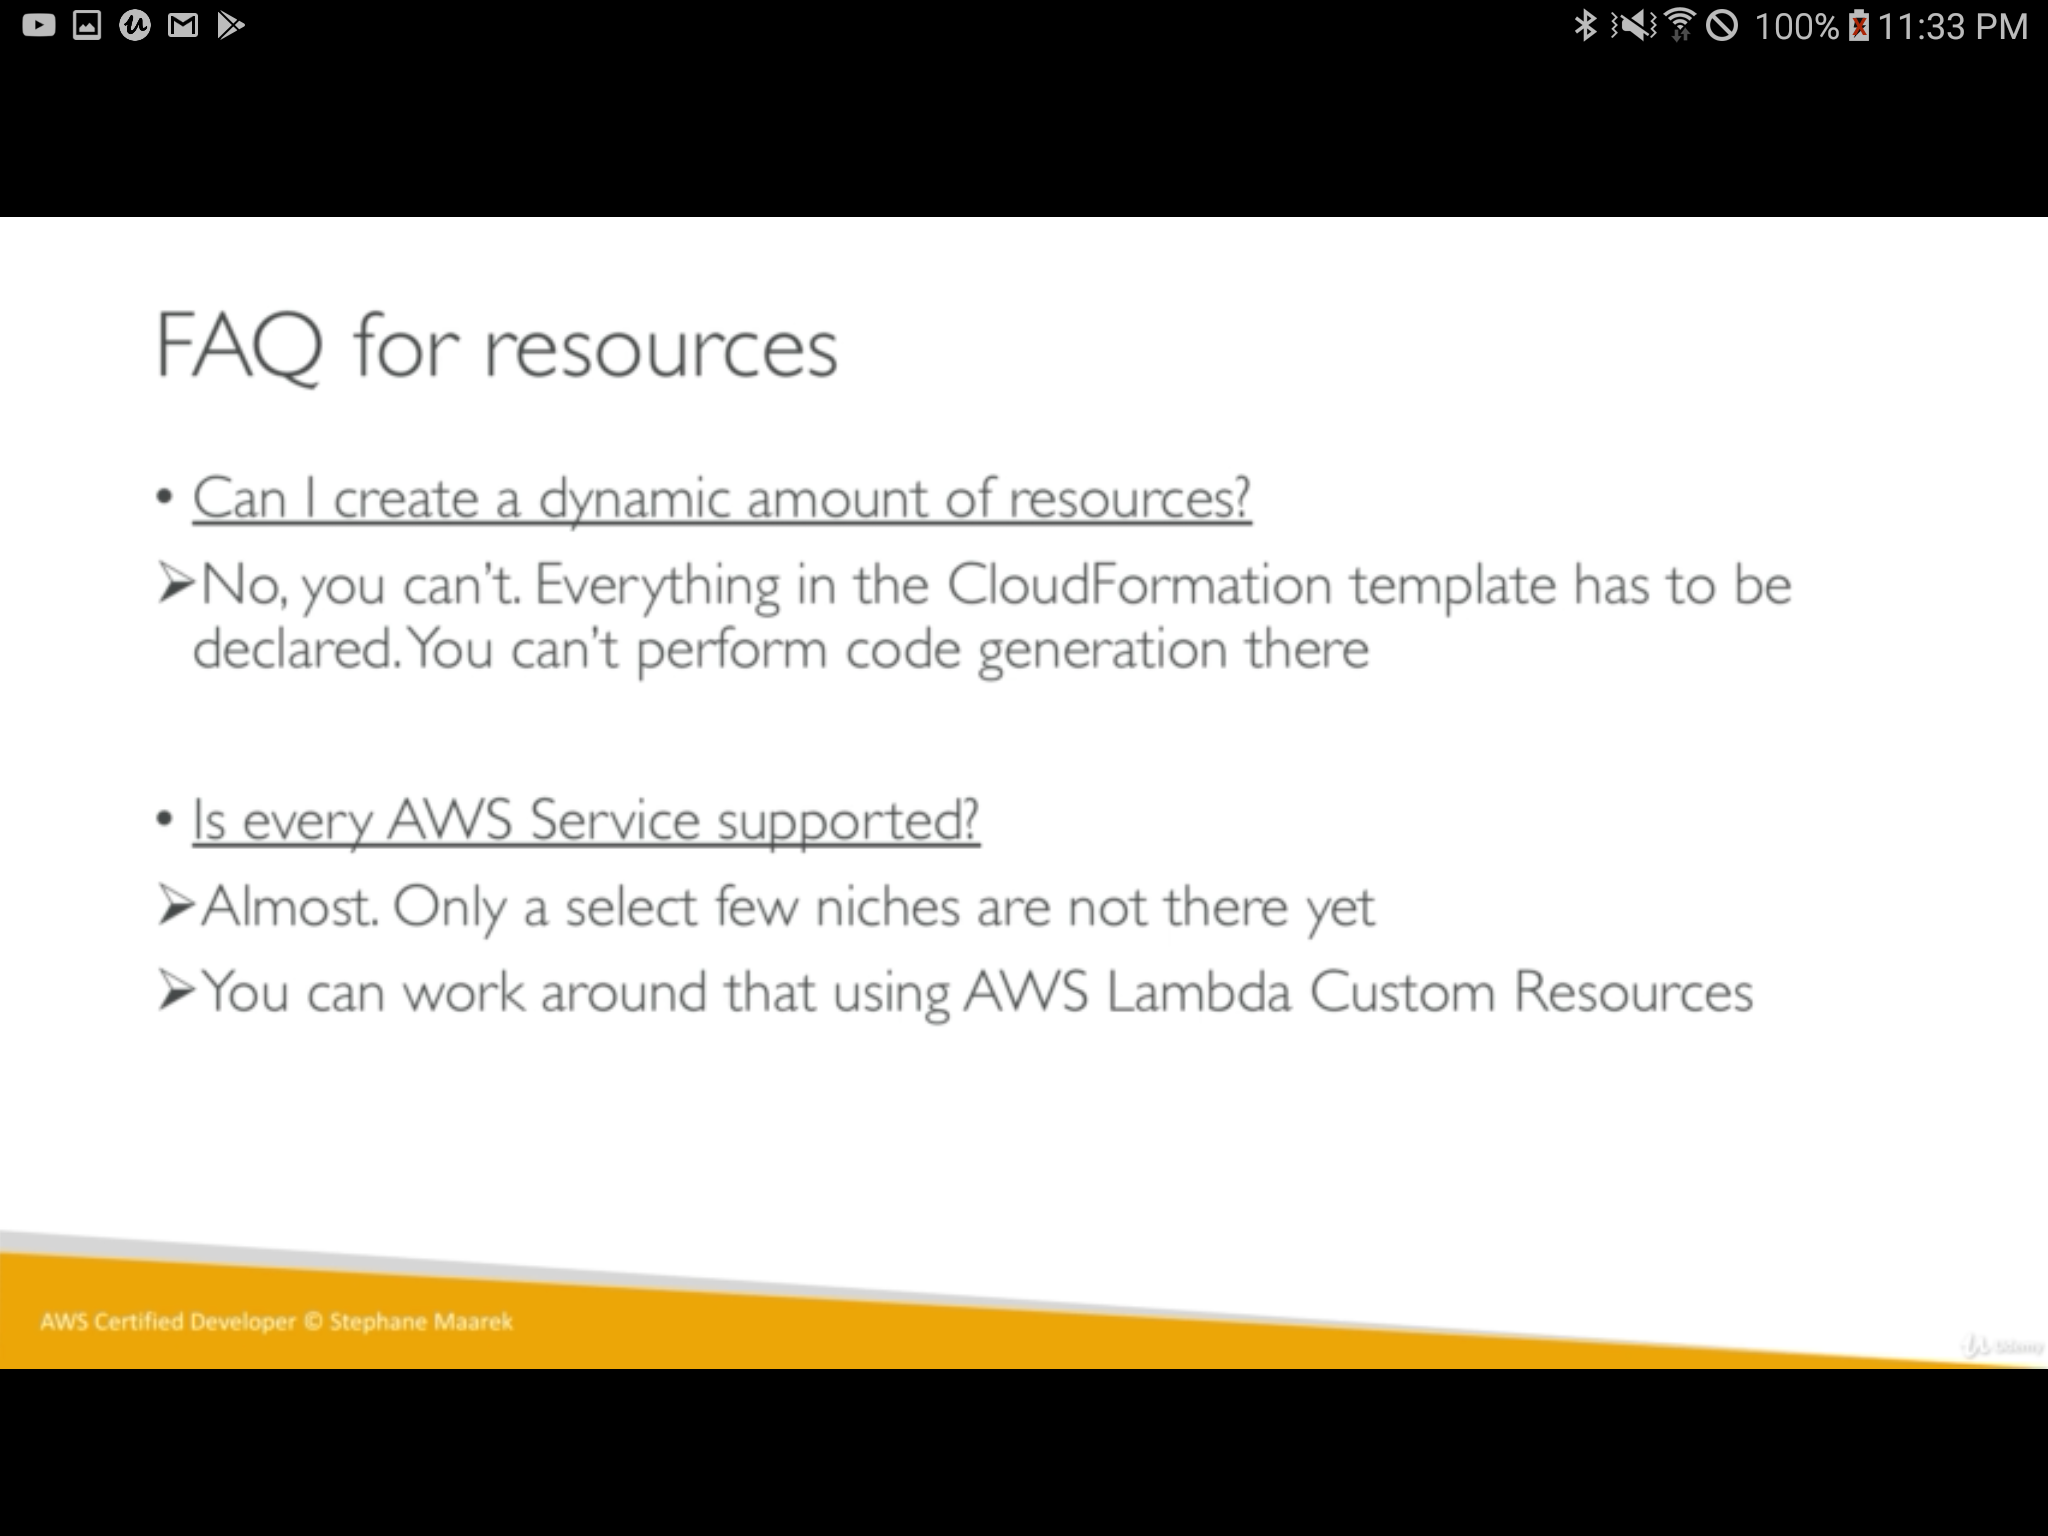 100% 11:33 PM
FAQ for resources
• Can I create a dynamic amount of resources?
➢No, you can't. Everything in the CloudFormation template has to be
declared. You can't perform code generation there
• Is every AWS Service supported?
➢Almost. Only a select few niches are not there yet
➢You can work around that using AWS Lambda Custom Resources
AWS Certified Developer © Stephane Maarek
Udemy